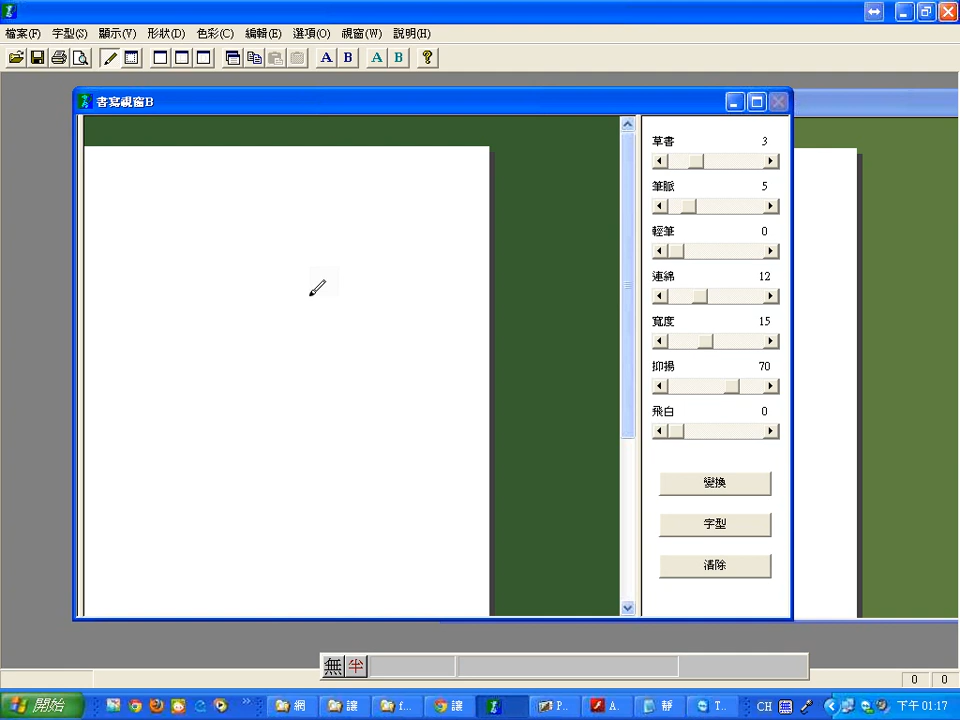 檔案(F) 字型(S) 顯示(V) 形狀(D) 色彩(C) 編輯(E) 選項(O) 視窗(W) 說明(H)
A B A B ?
書寫視窗B
草書 3
筆脈 5
輕筆 0
連綿 12
寬度 15
抑揚 70
飛白 0
變換
字型
清除
無 半
0 0
開始 » 網 讓 f... 讓 P... A. 靜 T.. CH 下午 01:17